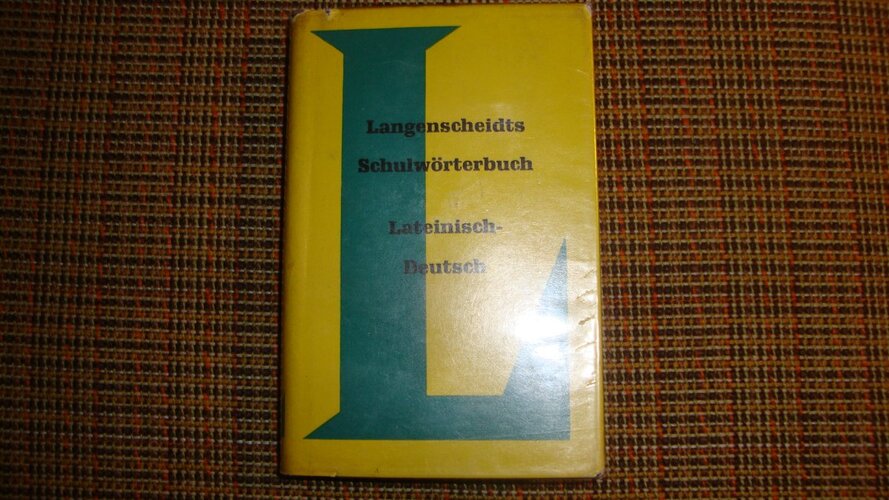 L
Langenscheidts
Schulwörterbuch
Lateinisch-
Deutsch